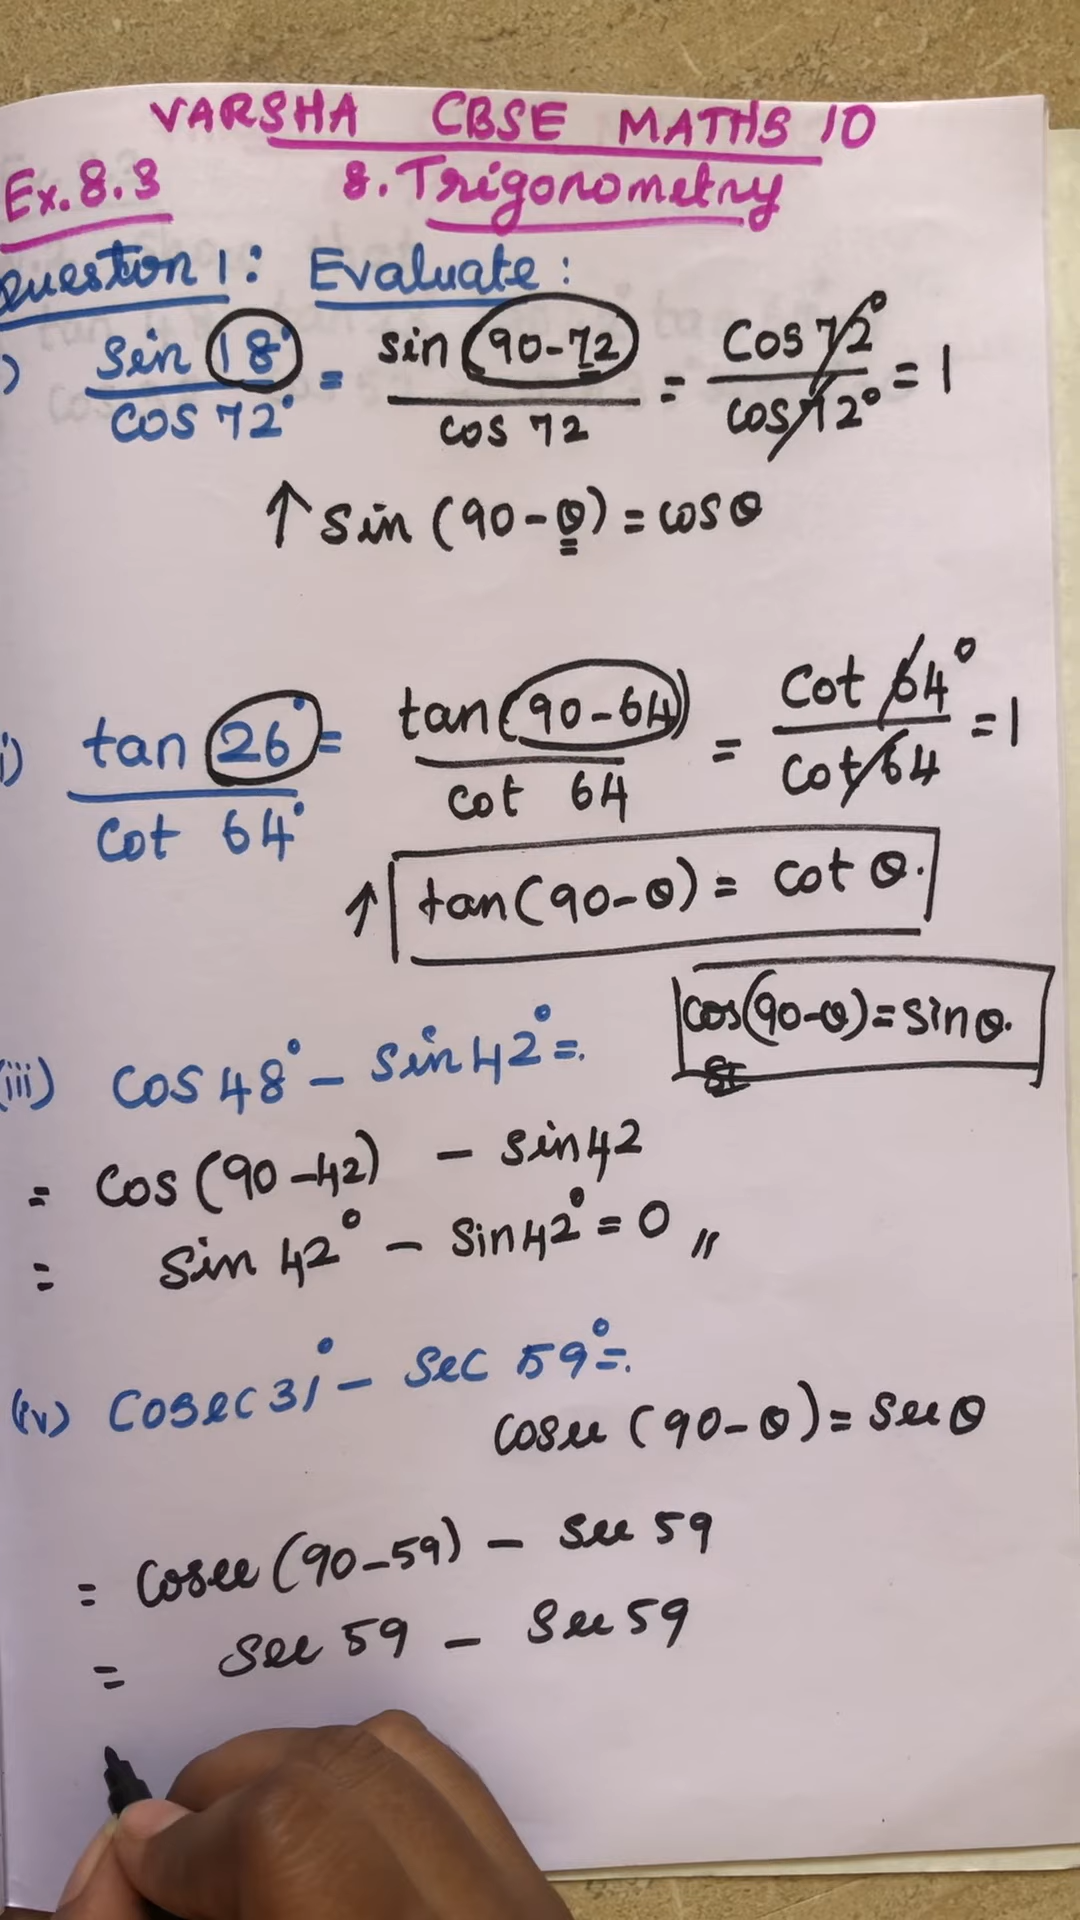 VARSHA CBSE MATHS 10
Ex. 8.3 8. Trigonometry
Question 1: Evaluate:
) sin 18° / cos 72° = sin (90-72) / cos 72 = cos 72° / cos 72° = 1
↑ sin (90-θ) = cos θ
i) tan 26° / cot 64° = tan (90-64) / cot 64 = cot 64° / cot 64 = 1
↑ tan (90-θ) = cot θ.
cos(90-θ) = sin θ.
(iii) cos 48° - sin 42° =.
= cos (90-42) - sin 42
= sin 42° - sin 42° = 0 //
(iv) cosec 31° - sec 59° =.
cosec (90-θ) = sec θ
= cosec (90-59) - sec 59
= sec 59 - sec 59